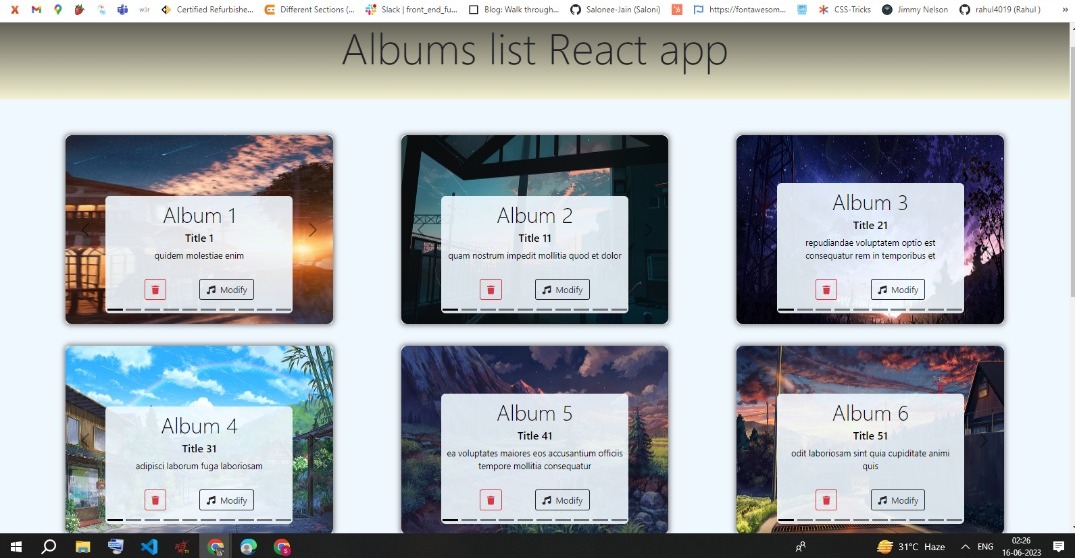 Certified Refurbishe...
Different Sections (...
Slack | front_end_fu...
Blog: Walk through...
Salonee-Jain (Saloni)
https://fontawesom...
CSS-Tricks
Jimmy Nelson
rahul4019 (Rahul )
»
Albums list React app
Album 1
Title 1
quidem molestiae enim
Modify
Album 2
Title 11
quam nostrum impedit mollitia quod et dolor
Modify
Album 3
Title 21
repudiandae voluptatem optio est
consequatur rem in temporibus et
Modify
Album 4
Title 31
adipisci laborum fuga laboriosam
Modify
Album 5
Title 41
ea voluptates maiores eos accusantium officiis
tempore mollitia consequatur
Modify
Album 6
Title 51
odit laboriosam sint quia cupiditate animi
quis
Modify
31°C Haze
ENG
02:26
16-06-2023